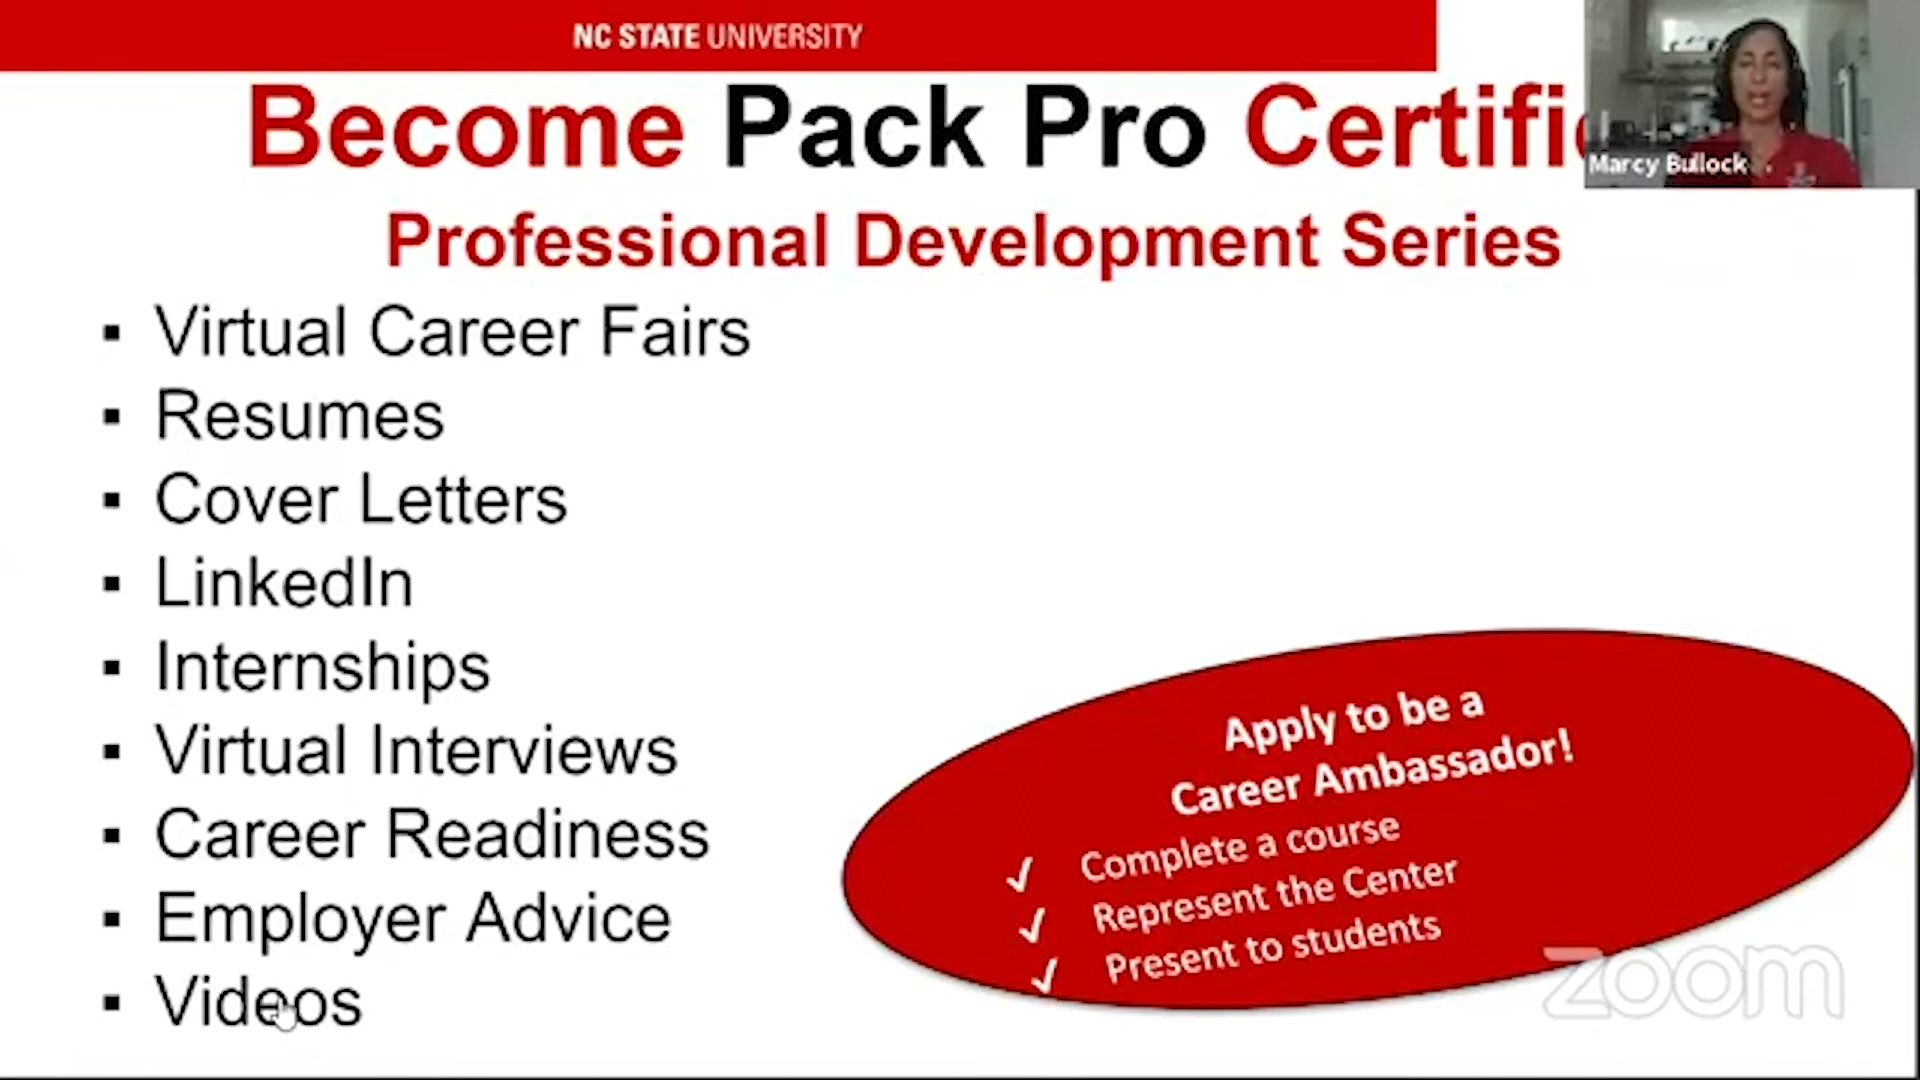 NC STATE UNIVERSITY
Become Pack Pro Certifi
Marcy Bullock
Professional Development Series
Virtual Career Fairs
Resumes
Cover Letters
LinkedIn
Internships
Virtual Interviews
Career Readiness
Employer Advice
Videos
Apply to be a
Career Ambassador!
Complete a course
Represent the Center
Present to students
zoom